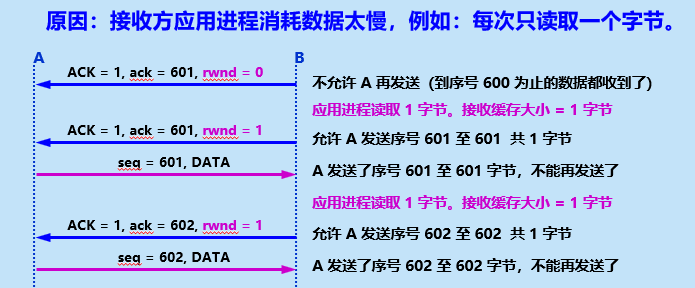 原因：接收方应用进程消耗数据太慢，例如：每次只读取一个字节。
A B
ACK = 1, ack = 601, rwnd = 0
不允许 A 再发送（到序号 600 为止的数据都收到了）
应用进程读取 1 字节。接收缓存大小 = 1 字节
ACK = 1, ack = 601, rwnd = 1
允许 A 发送序号 601 至 601 共 1 字节
seq = 601, DATA
A 发送了序号 601 至 601 字节，不能再发送了
应用进程读取 1 字节。接收缓存大小 = 1 字节
ACK = 1, ack = 602, rwnd = 1
允许 A 发送序号 602 至 602 共 1 字节
seq = 602, DATA
A 发送了序号 602 至 602 字节，不能再发送了